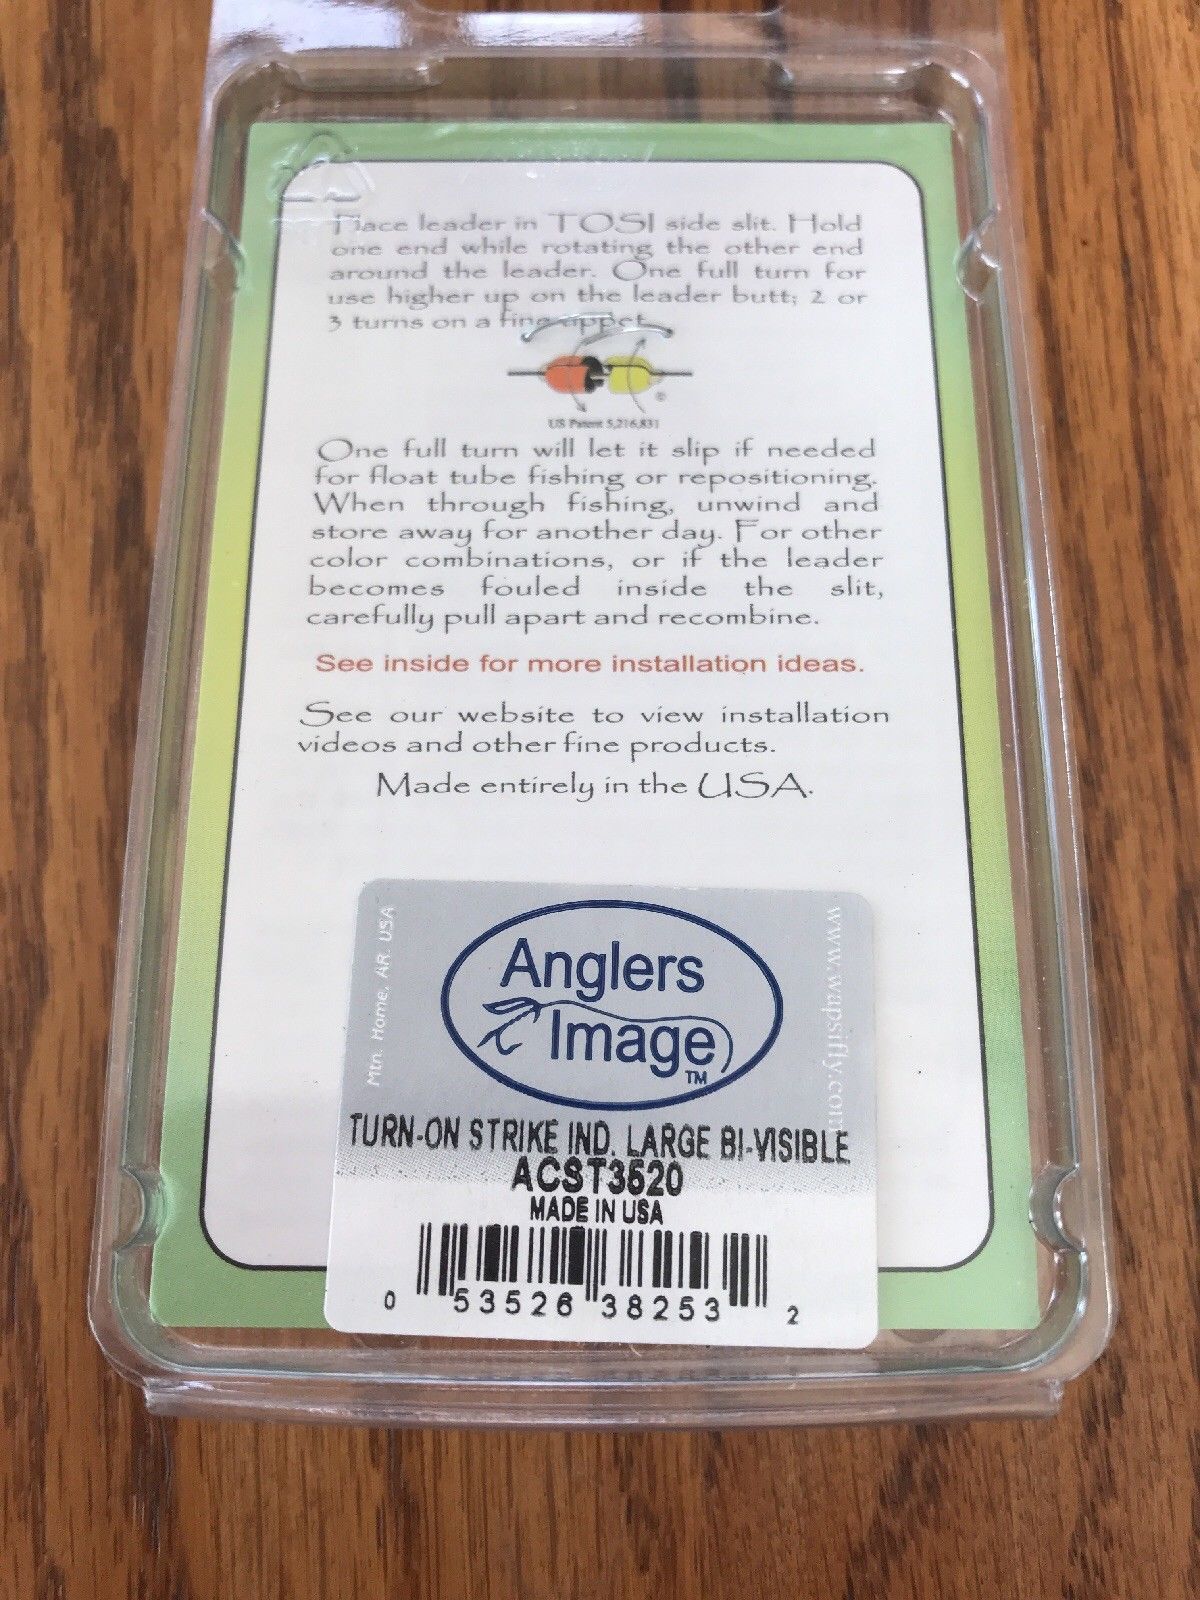 Place leader in TOSI side slit. Hold
one end while rotating the other end
around the leader. One full turn for
use higher up on the leader butt; 2 or
3 turns on a fine tippet.
®
US Patent 5,216,831
One full turn will let it slip if needed
for float tube fishing or repositioning.
When through fishing, unwind and
store away for another day. For other
color combinations, or if the leader
becomes fouled inside the slit,
carefully pull apart and recombine.
See inside for more installation ideas.
See our website to view installation
videos and other fine products.
Made entirely in the USA.
Mtn. Home, AR. USA
Anglers
Image
TM
www.wapsifly.com
TURN-ON STRIKE IND. LARGE BI-VISIBLE
ACST3520
MADE IN USA
0 53526 38253 2